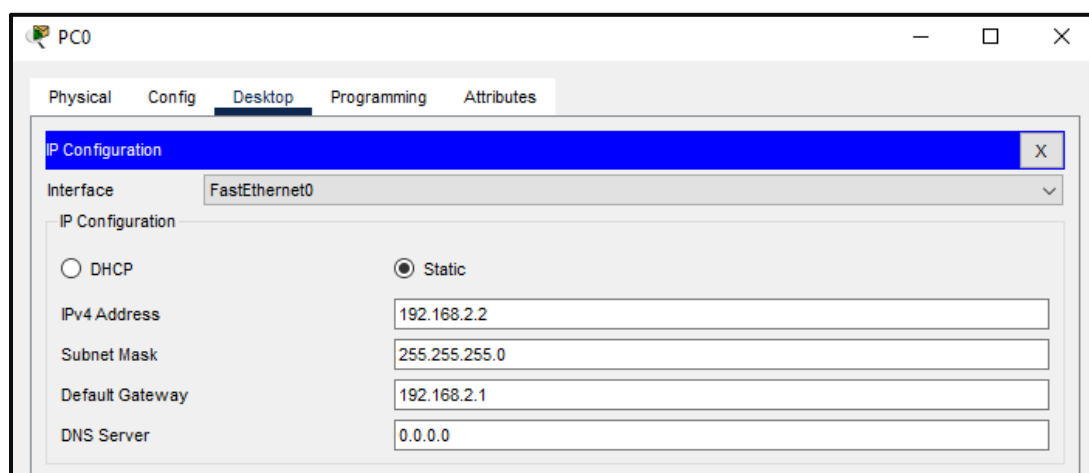 PC0
Physical Config Desktop Programming Attributes
IP Configuration X
Interface FastEthernet0
IP Configuration
DHCP Static
IPv4 Address 192.168.2.2
Subnet Mask 255.255.255.0
Default Gateway 192.168.2.1
DNS Server 0.0.0.0